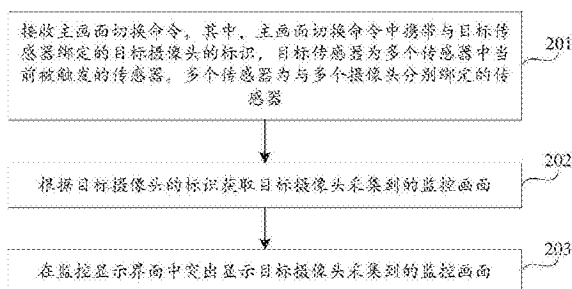 接收主画面切换命令。其中，主画面切换命令中携带与目标传
感器绑定的目标摄像头的标识，目标传感器为多个传感器中当
前被触发的传感器，多个传感器为与多个摄像头分别绑定的传
感器
201
202
根据目标摄像头的标识获取目标摄像头采集到的监控画面
203
在监控显示界面中突出显示目标摄像头采集到的监控画面